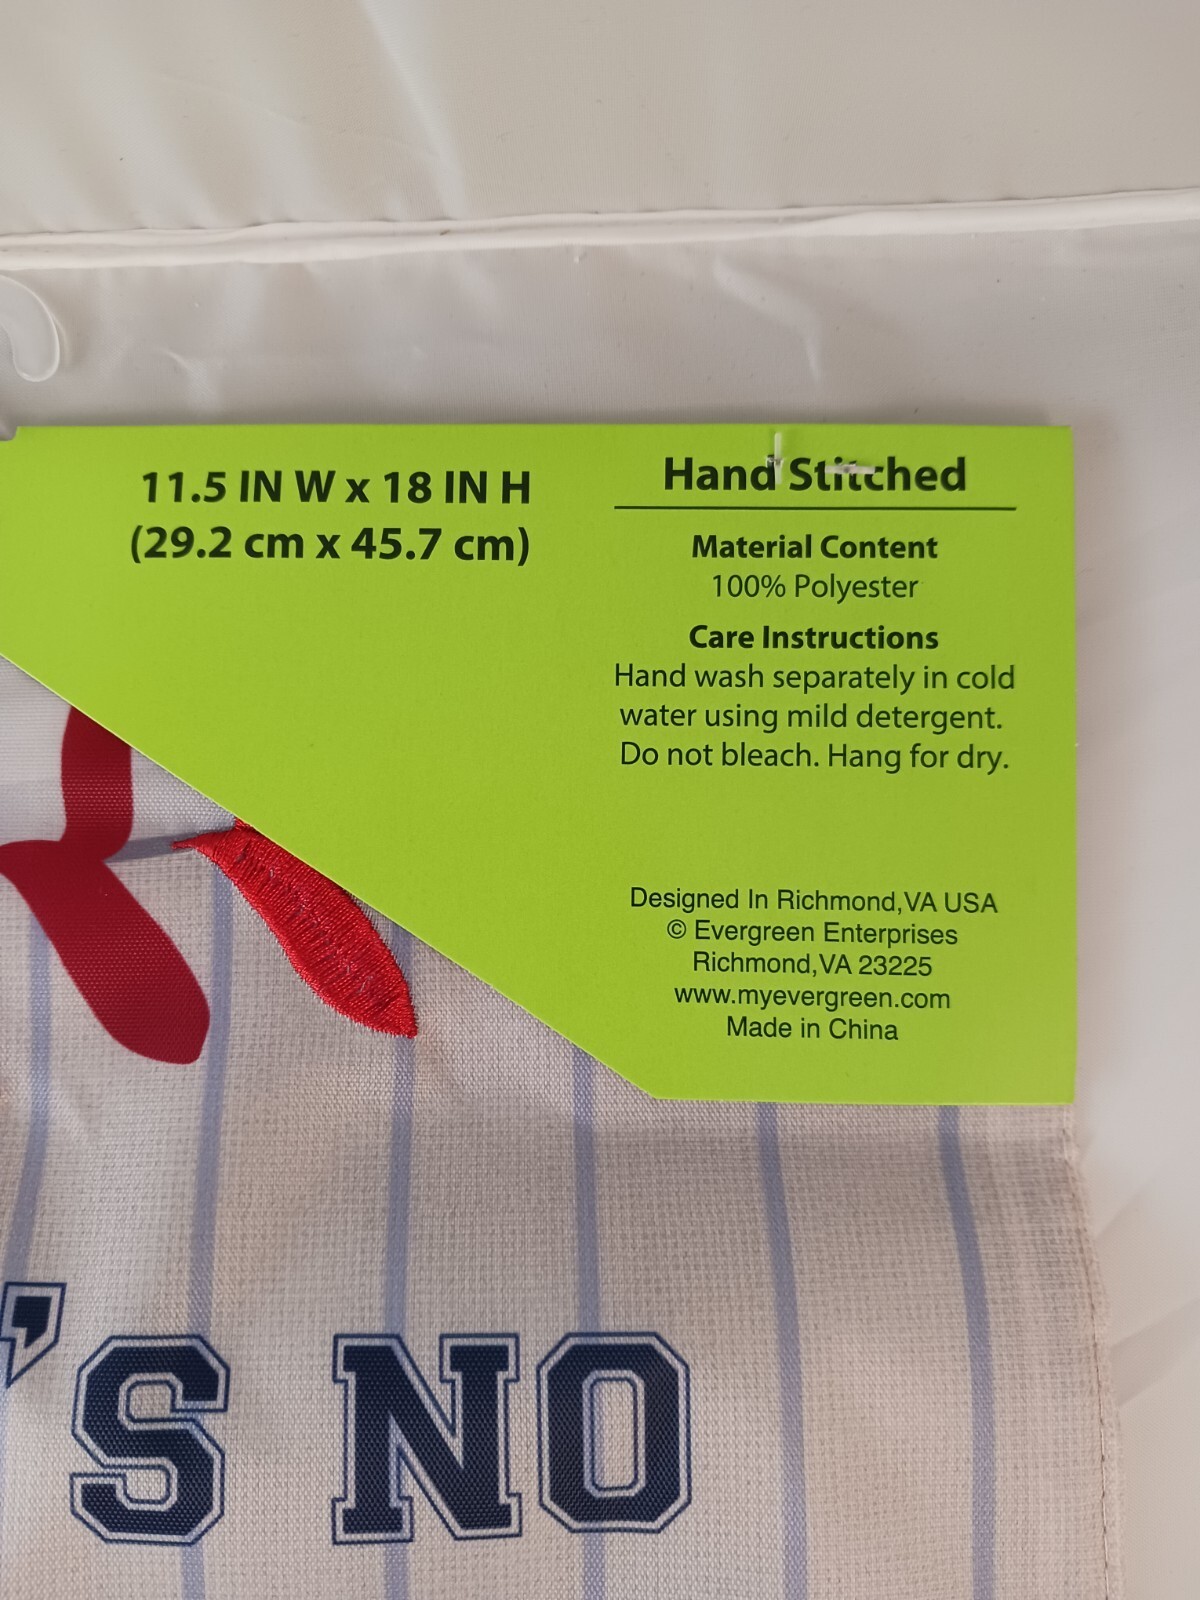 11.5 IN W x 18 IN H
(29.2 cm x 45.7 cm)
Hand Stitched
Material Content
100% Polyester
Care Instructions
Hand wash separately in cold
water using mild detergent.
Do not bleach. Hang for dry.
Designed In Richmond,VA USA
© Evergreen Enterprises
Richmond,VA 23225
www.myevergreen.com
Made in China
'S NO